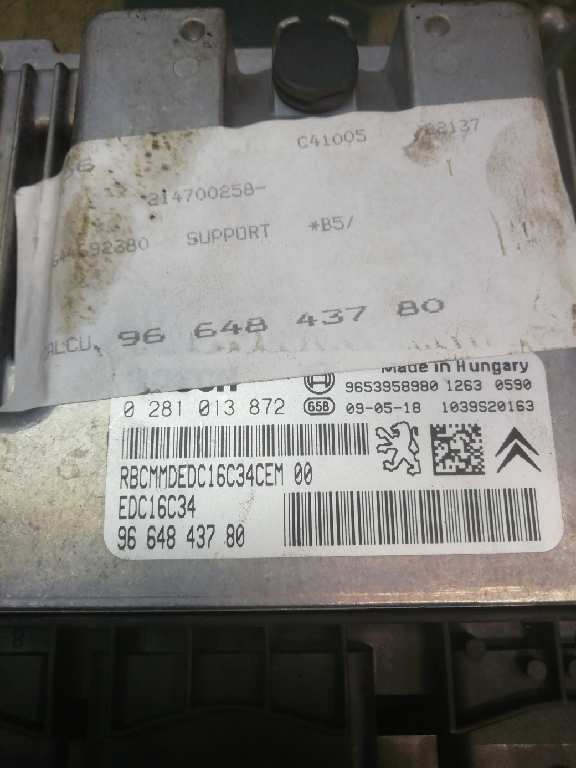 C41005
214700258-
SUPPORT *B5/
96 648 437 80
Made in Hungary
9653958980 1263 0590
0 281 013 872 GSB 09-05-18 1039S20163
RBCMMDEDC16C34CEM 00
EDC16C34
96 648 437 80